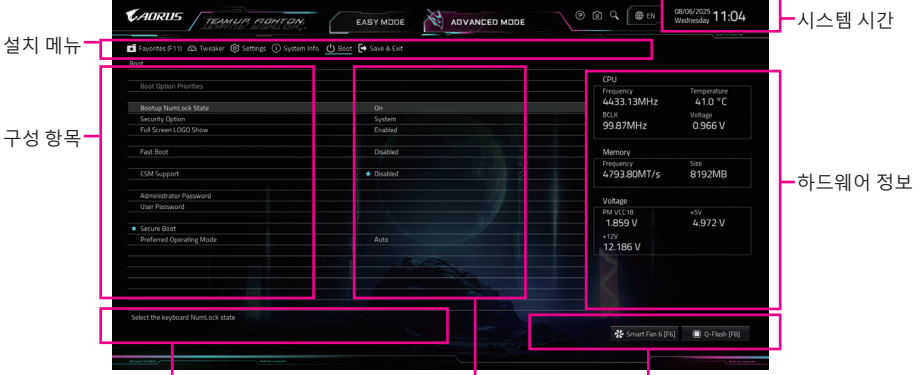 AORUS
TEAM UP. FIGHT ON.
EASY MODE
ADVANCED MODE
EN
08/06/2025
Wednesday
11:04
시스템 시간
설치 메뉴
Favorites (F11) Tweaker Settings System Info. Boot Save & Exit
Boot
Boot Option Priorities
Bootup NumLock State On
Security Option System
Full Screen LOGO Show Enabled
Fast Boot Disabled
CSM Support Disabled
Administrator Password
User Password
Secure Boot
Preferred Operating Mode Auto
구성 항목
CPU
Frequency Temperature
4433.13MHz 41.0 °C
BCLK Voltage
99.87MHz 0.966 V
Memory
Frequency Size
4793.80MT/s 8192MB
하드웨어 정보
Voltage
PM VCC18 +5V
1.859 V 4.972 V
+12V
12.186 V
Select the keyboard NumLock state
Smart Fan 6 [F6] Q-Flash [F8]